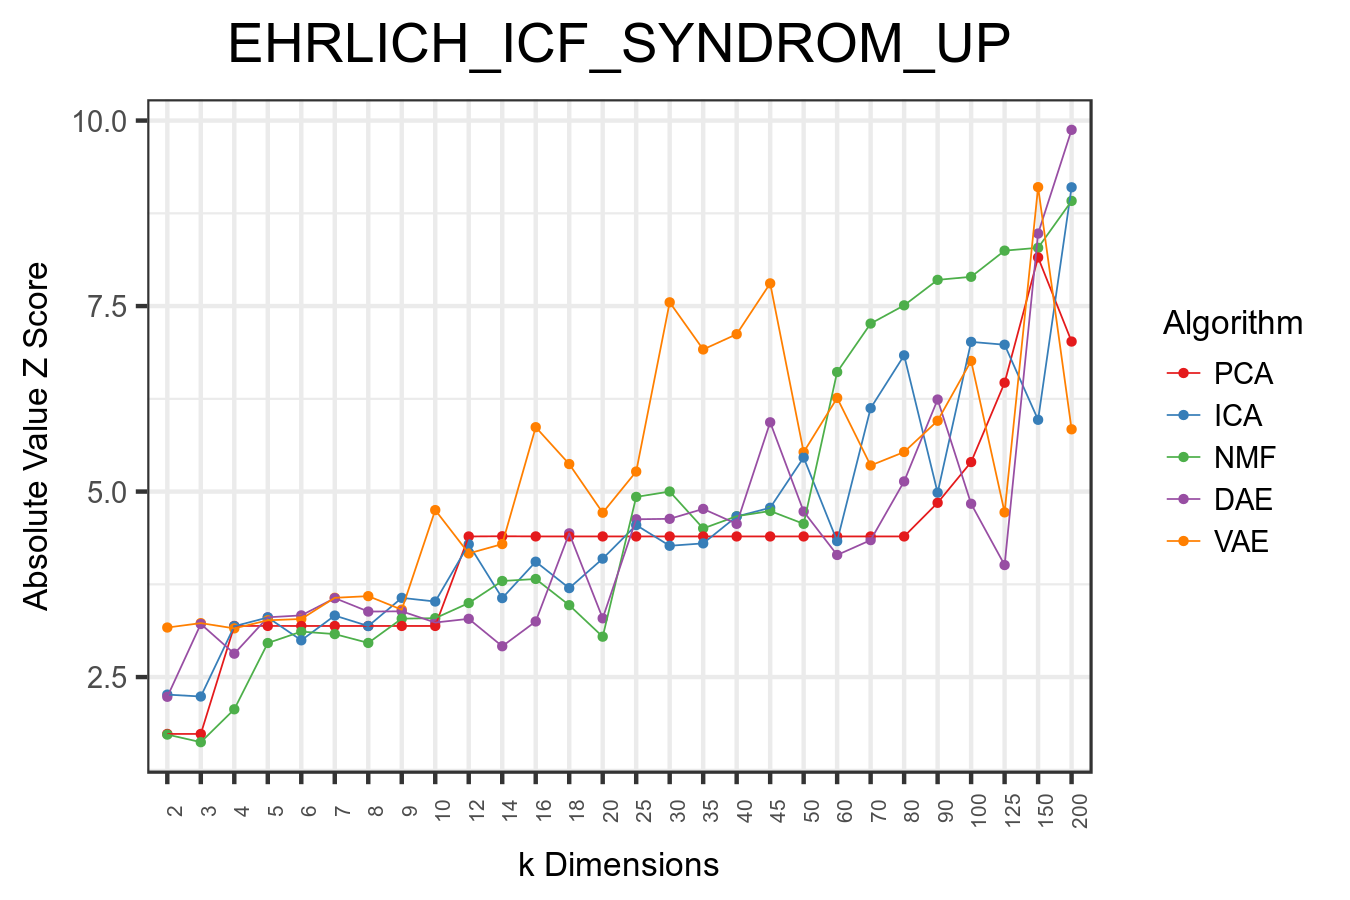 EHRLICH_ICF_SYNDROM_UP
Absolute Value Z Score
10.0
7.5
5.0
2.5
2 3 4 5 6 7 8 9 10 12 14 16 18 20 25 30 35 40 45 50 60 70 80 90 100 125 150 200
k Dimensions
Algorithm
PCA
ICA
NMF
DAE
VAE